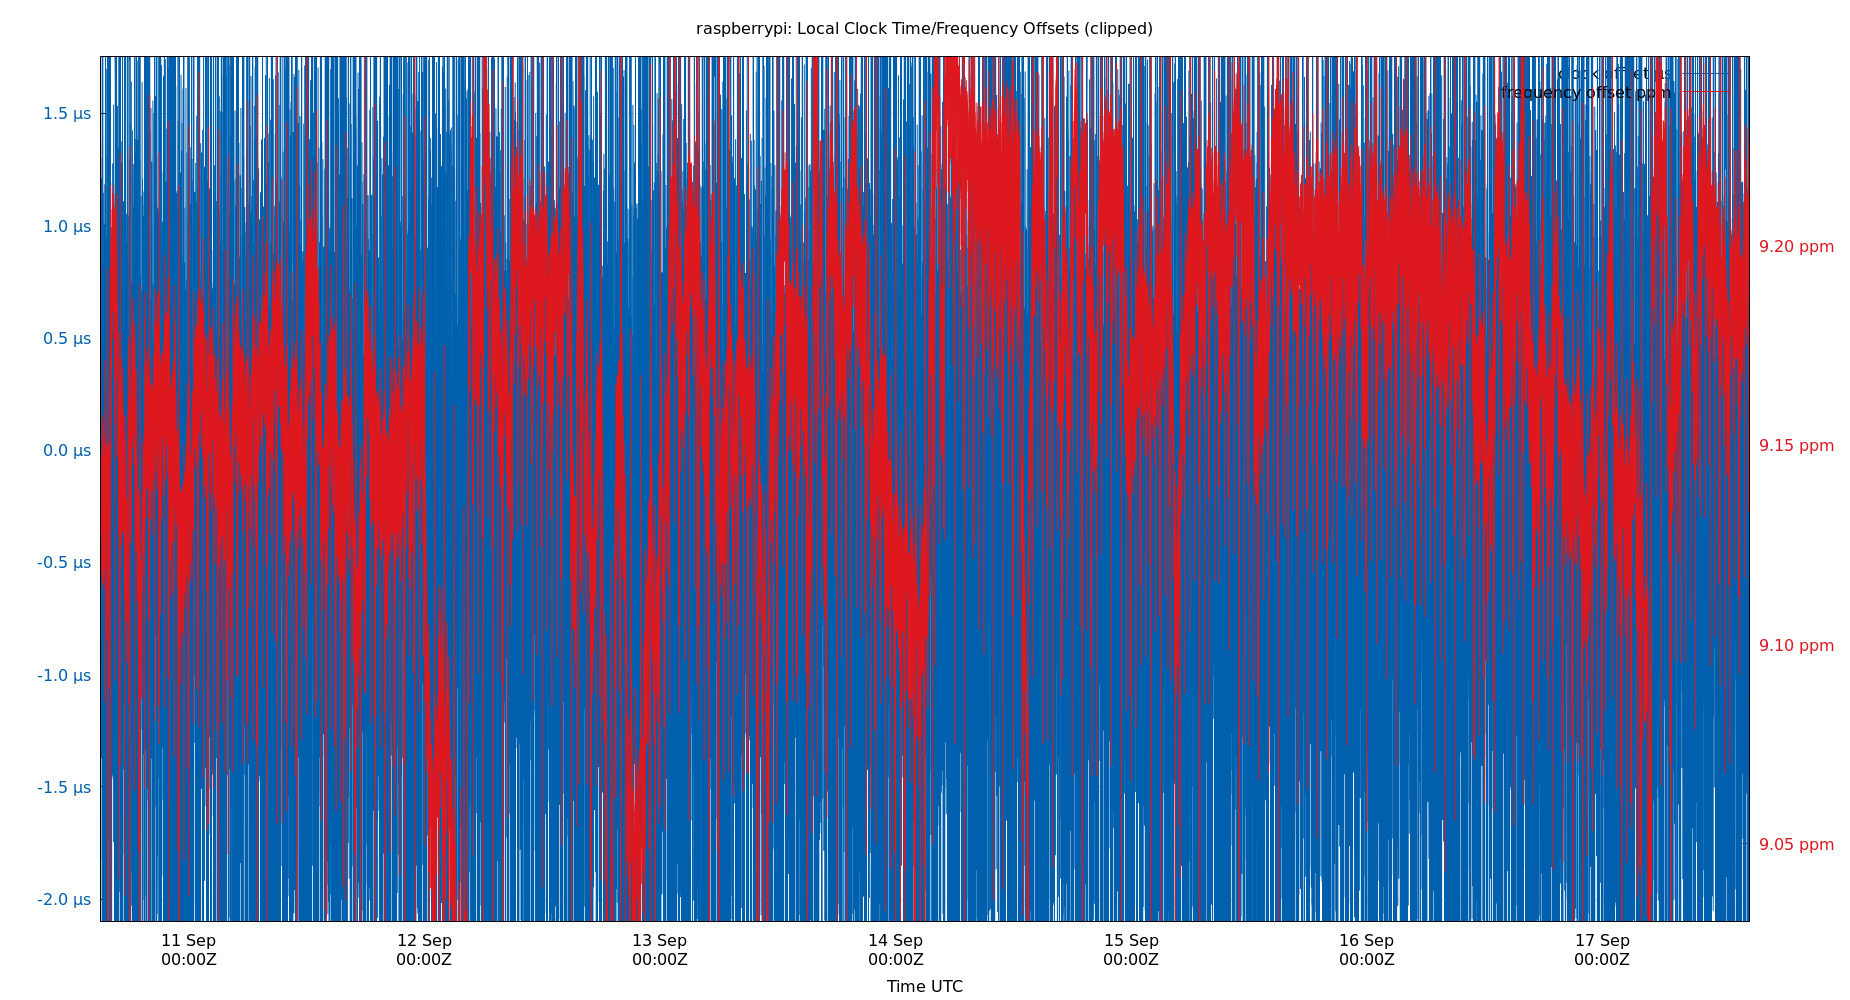 raspberrypi: Local Clock Time/Frequency Offsets (clipped)
clock offset µs
frequency offset ppm
1.5 µs
1.0 µs
0.5 µs
0.0 µs
-0.5 µs
-1.0 µs
-1.5 µs
-2.0 µs
9.20 ppm
9.15 ppm
9.10 ppm
9.05 ppm
11 Sep
00:00Z
12 Sep
00:00Z
13 Sep
00:00Z
14 Sep
00:00Z
15 Sep
00:00Z
16 Sep
00:00Z
17 Sep
00:00Z
Time UTC